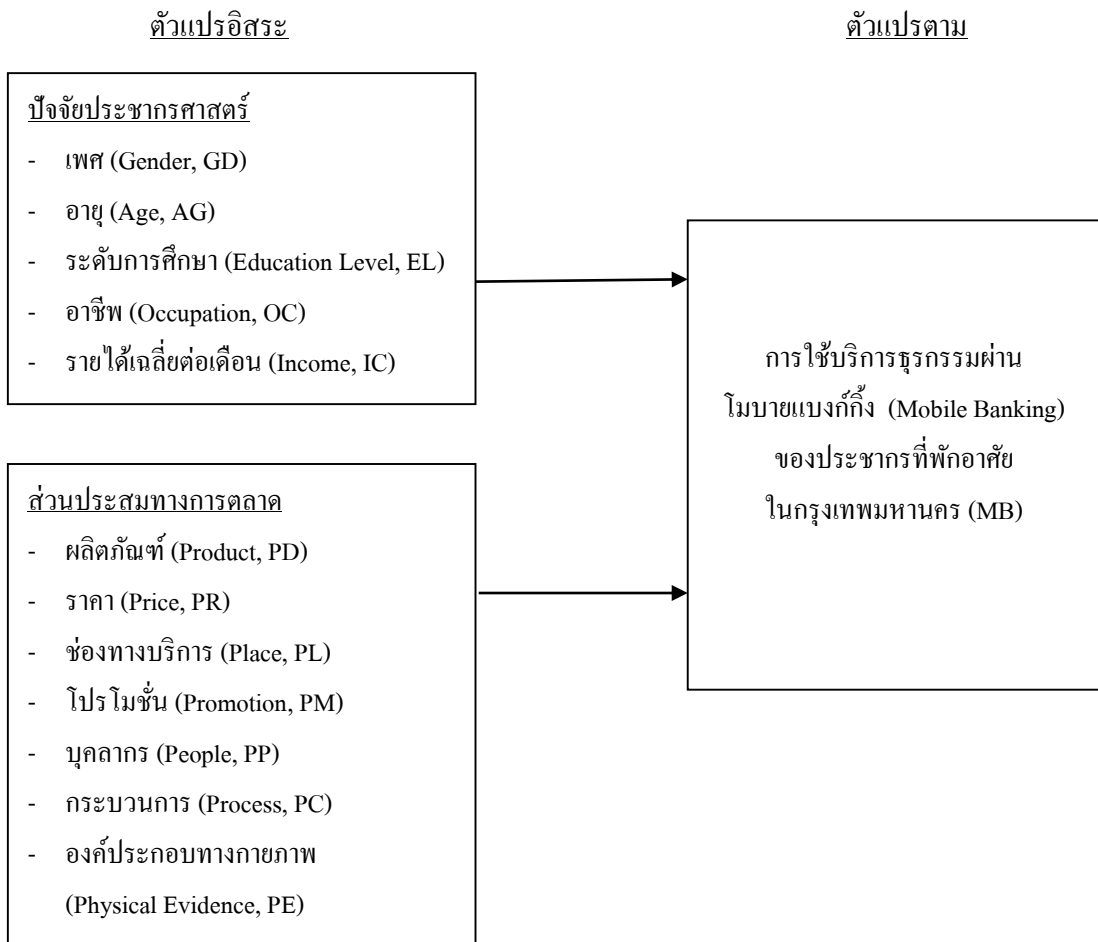 ตัวแปรอิสระ
ตัวแปรตาม
ปัจจัยประชากรศาสตร์
- เพศ (Gender, GD)
- อายุ (Age, AG)
- ระดับการศึกษา (Education Level, EL)
- อาชีพ (Occupation, OC)
- รายได้เฉลี่ยต่อเดือน (Income, IC)
ส่วนประสมทางการตลาด
- ผลิตภัณฑ์ (Product, PD)
- ราคา (Price, PR)
- ช่องทางบริการ (Place, PL)
- โปรโมชั่น (Promotion, PM)
- บุคลากร (People, PP)
- กระบวนการ (Process, PC)
- องค์ประกอบทางกายภาพ
(Physical Evidence, PE)
การใช้บริการธุรกรรมผ่าน
โมบายแบงก์กิ้ง (Mobile Banking)
ของประชากรที่พักอาศัย
ในกรุงเทพมหานคร (MB)